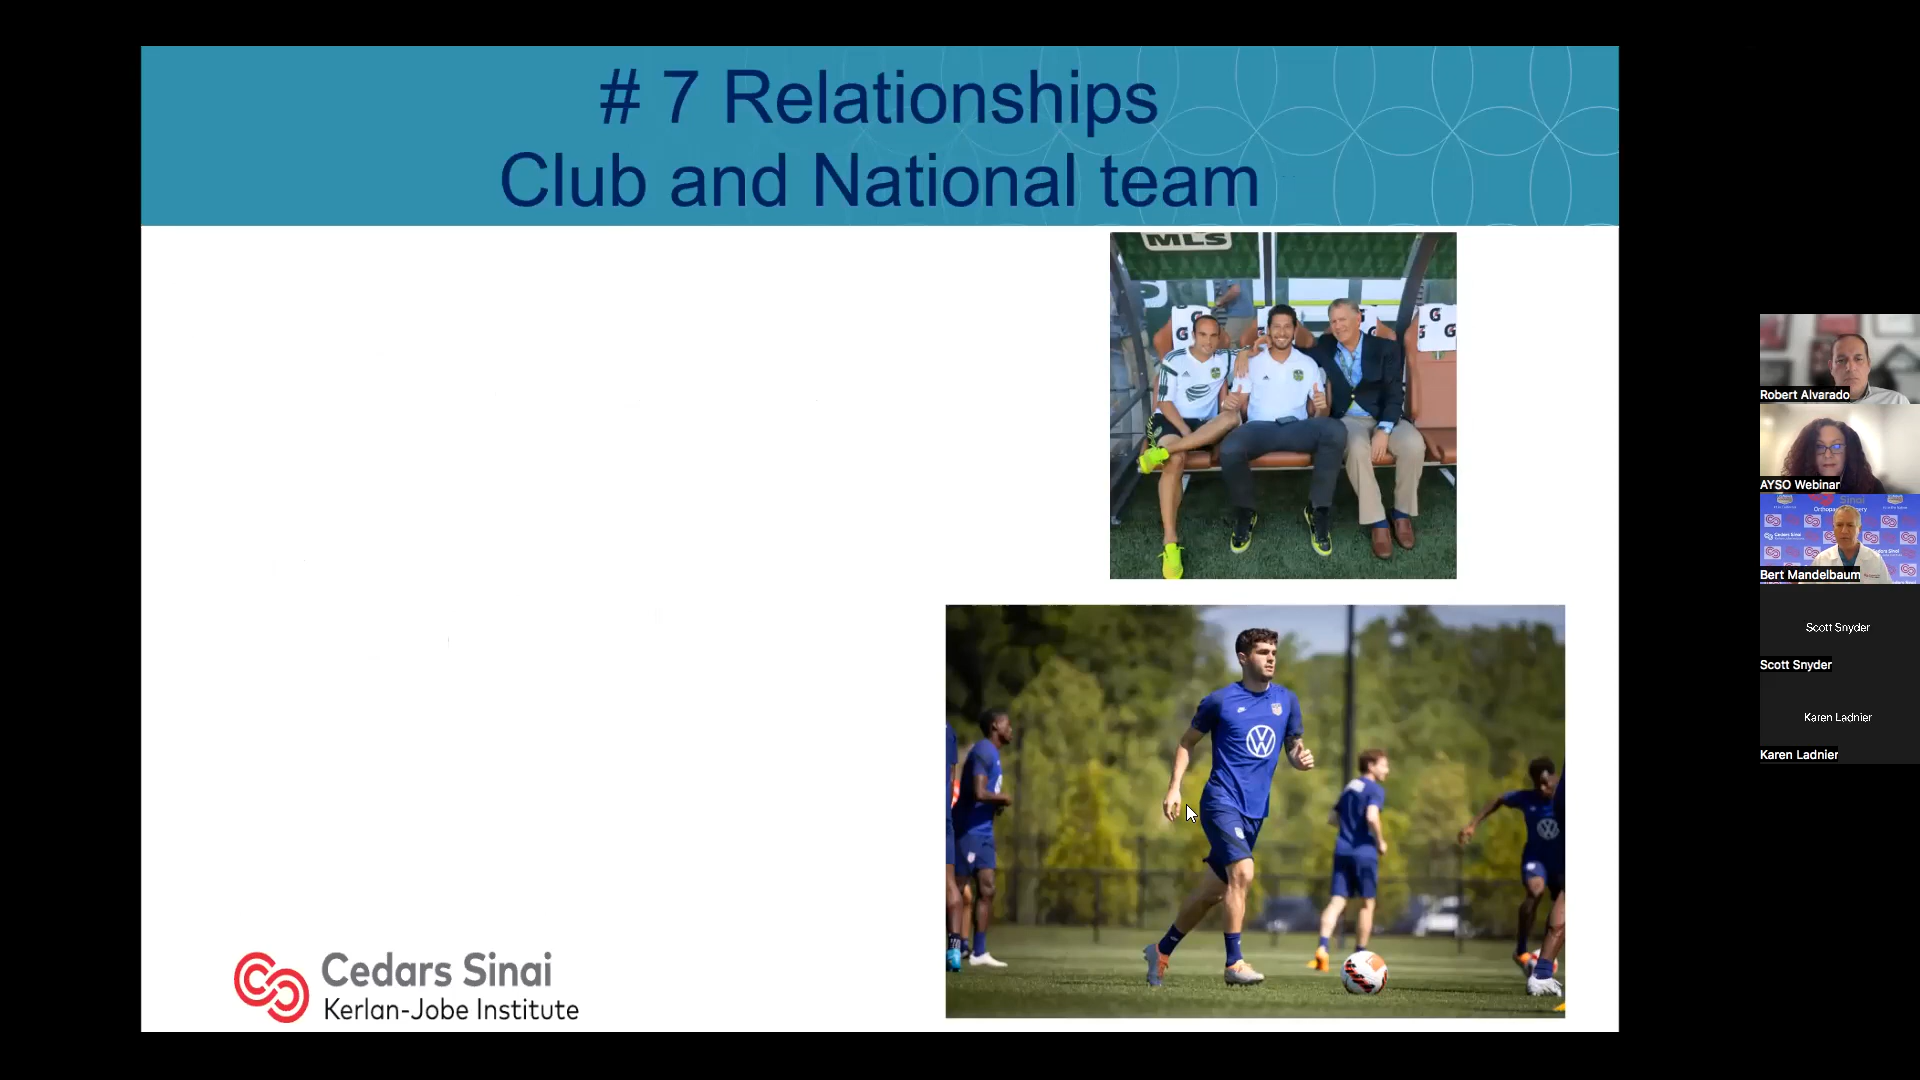 # 7 Relationships
Club and National team
MLS
G
G
G
G
G
Cedars Sinai
Kerlan-Jobe Institute
Robert Alvarado
AYSO Webinar
Sinai
Bert Mandelbaum
Scott Snyder
Scott Snyder
Karen Ladnier
Karen Ladnier